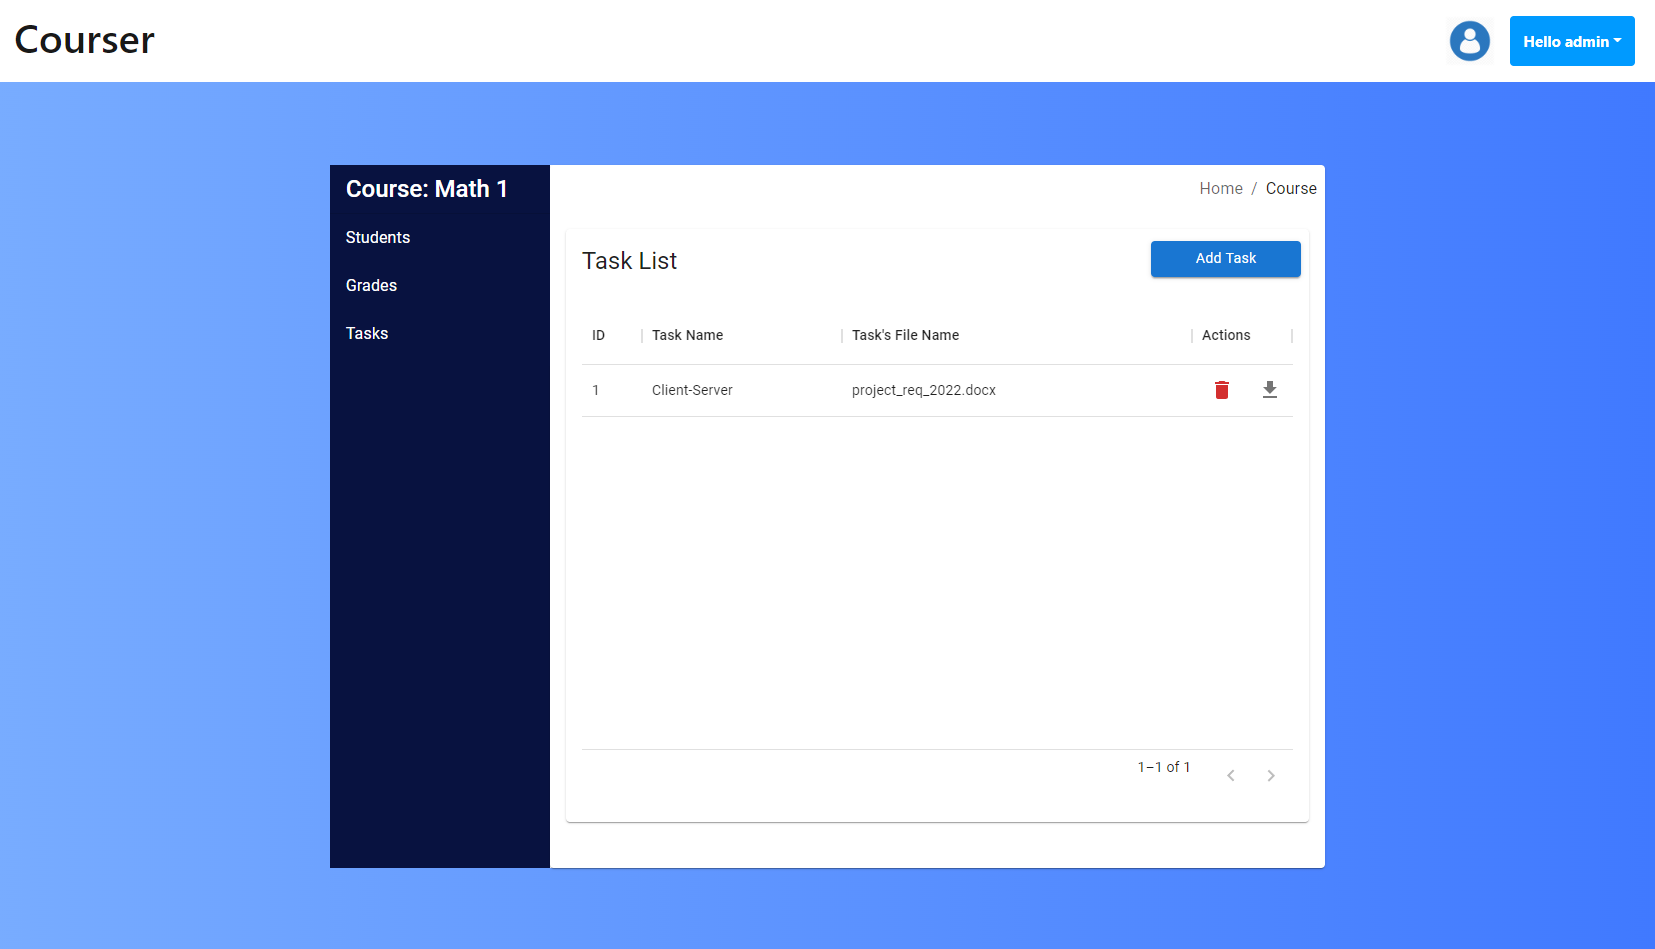 Courser
Hello admin
Course: Math 1
Students
Grades
Tasks
Home / Course
Task List
Add Task
ID Task Name Task's File Name Actions
1 Client-Server project_req_2022.docx
1–1 of 1